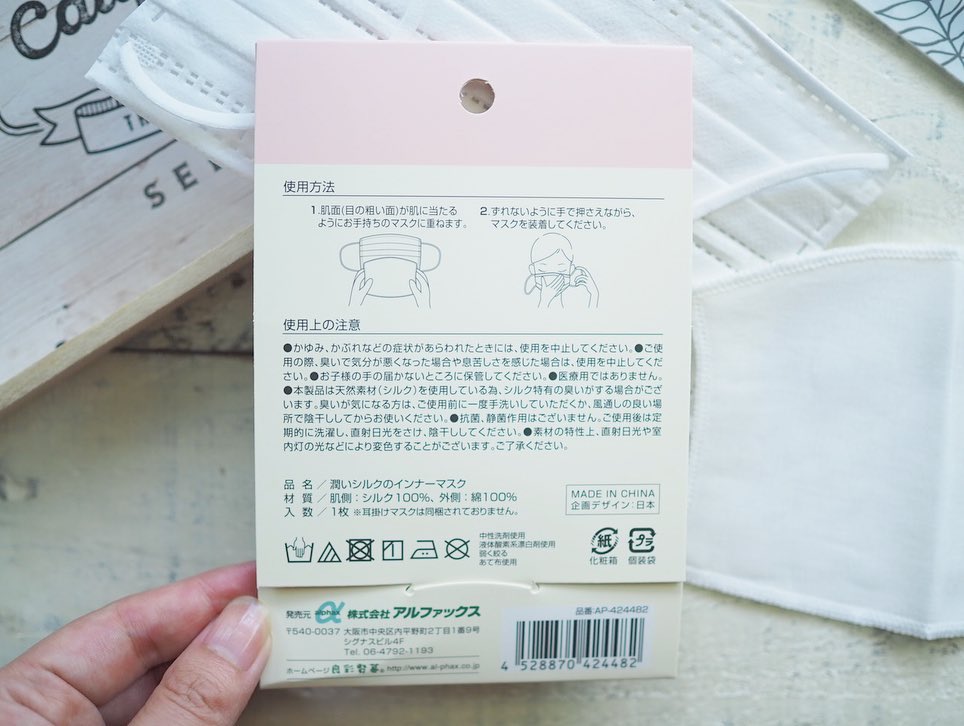 使用方法
1.肌面(目の粗い面)が肌に当たる
ようにお手持ちのマスクに重ねます。
2.ずれないように手で押さえながら、
マスクを装着してください。
使用上の注意
●かゆみ、かぶれなどの症状があらわれたときには、使用を中止してください。●ご使
用の際、臭いで気分が悪くなった場合や息苦しさを感じた場合は、使用を中止してくだ
さい。●お子様の手の届かないところに保管してください。●医療用ではありません。
●本製品は天然素材(シルク)を使用している為、シルク特有の臭いがする場合がござ
います。臭いが気になる方は、ご使用前に一度手洗いしていただくか、風通しの良い場
所で陰干ししてからお使いください。●抗菌、静菌作用はございません。ご使用後は定
期的に洗濯し、直射日光をさけ、陰干ししてください。●素材の特性上、直射日光や室
内灯の光などにより変色することがございます。ご了承ください。
品 名／潤いシルクのインナーマスク
材 質／肌側：シルク100%、外側：綿100%
入 数／1枚 ※耳掛けマスクは同梱されておりません。
MADE IN CHINA
企画デザイン：日本
中性洗剤使用
液体酸素系漂白剤使用
弱く絞る
あて布使用
紙
化粧箱
プラ
個装袋
発売元 alphax 株式会社 アルファックス
〒540-0037 大阪市中央区内平野町2丁目1番9号
シグナスビル4F
Tel. 06-4792-1193
ホームページ http://www.al-phax.co.jp
品番:AP-424482
4 528870 424482
SE